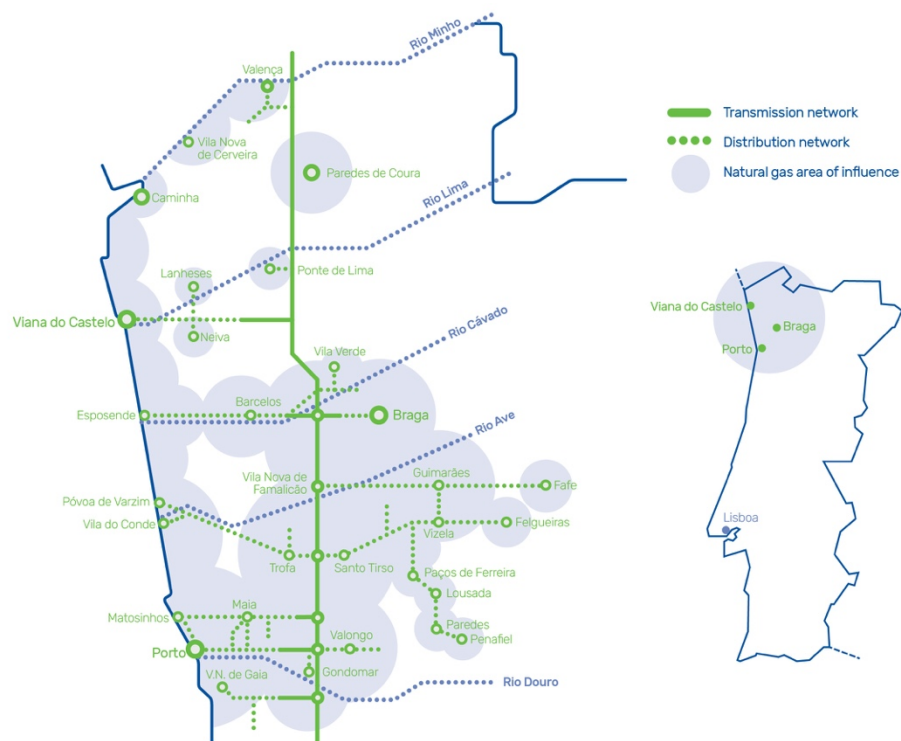 Rio Minho
Valença
Vila Nova
de Cerveira
Paredes de Coura
Caminha
Rio Lima
Lanheses
Ponte de Lima
Viana do Castelo
Neiva
Rio Cávado
Vila Verde
Esposende
Barcelos
Braga
Rio Ave
Vila Nova de
Famalicão
Guimarães
Fafe
Póvoa de Varzim
Vila do Conde
Vizela
Felgueiras
Trofa
Santo Tirso
Paços de Ferreira
Lousada
Matosinhos
Maia
Paredes
Penafiel
Porto
Valongo
Gondomar
V.N. de Gaia
Rio Douro
Transmission network
Distribution network
Natural gas area of influence
Viana do Castelo
Braga
Porto
Lisboa